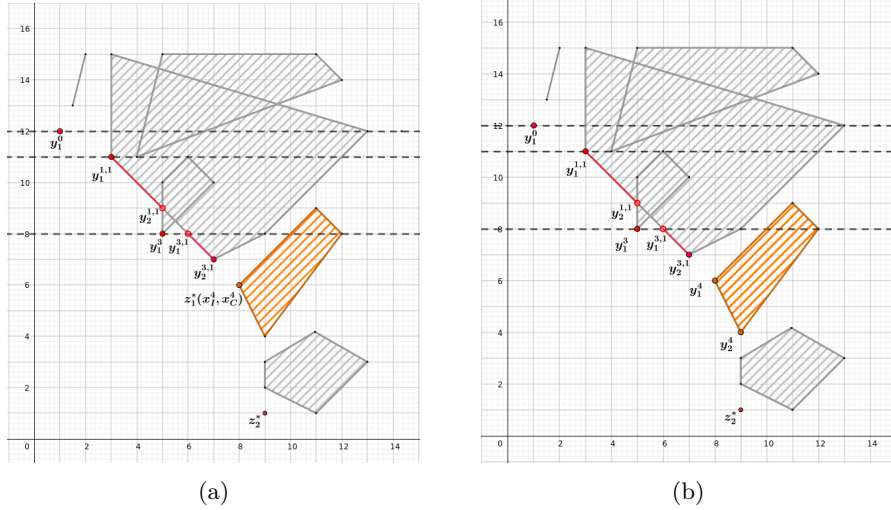 16
14
12
10
8
6
4
2
0
2
4
6
8
10
12
14
y_1^0
y_1^{1,1}
y_2^{1,1}
y_1^3
y_1^{3,1}
y_2^{3,1}
z_1^*(x_I^4, x_C^4)
z_2^*
(a)
16
14
12
10
8
6
4
2
0
2
4
6
8
10
12
14
y_1^0
y_1^{1,1}
y_2^{1,1}
y_1^3
y_1^{3,1}
y_2^{3,1}
y_1^4
y_2^4
z_2^*
(b)